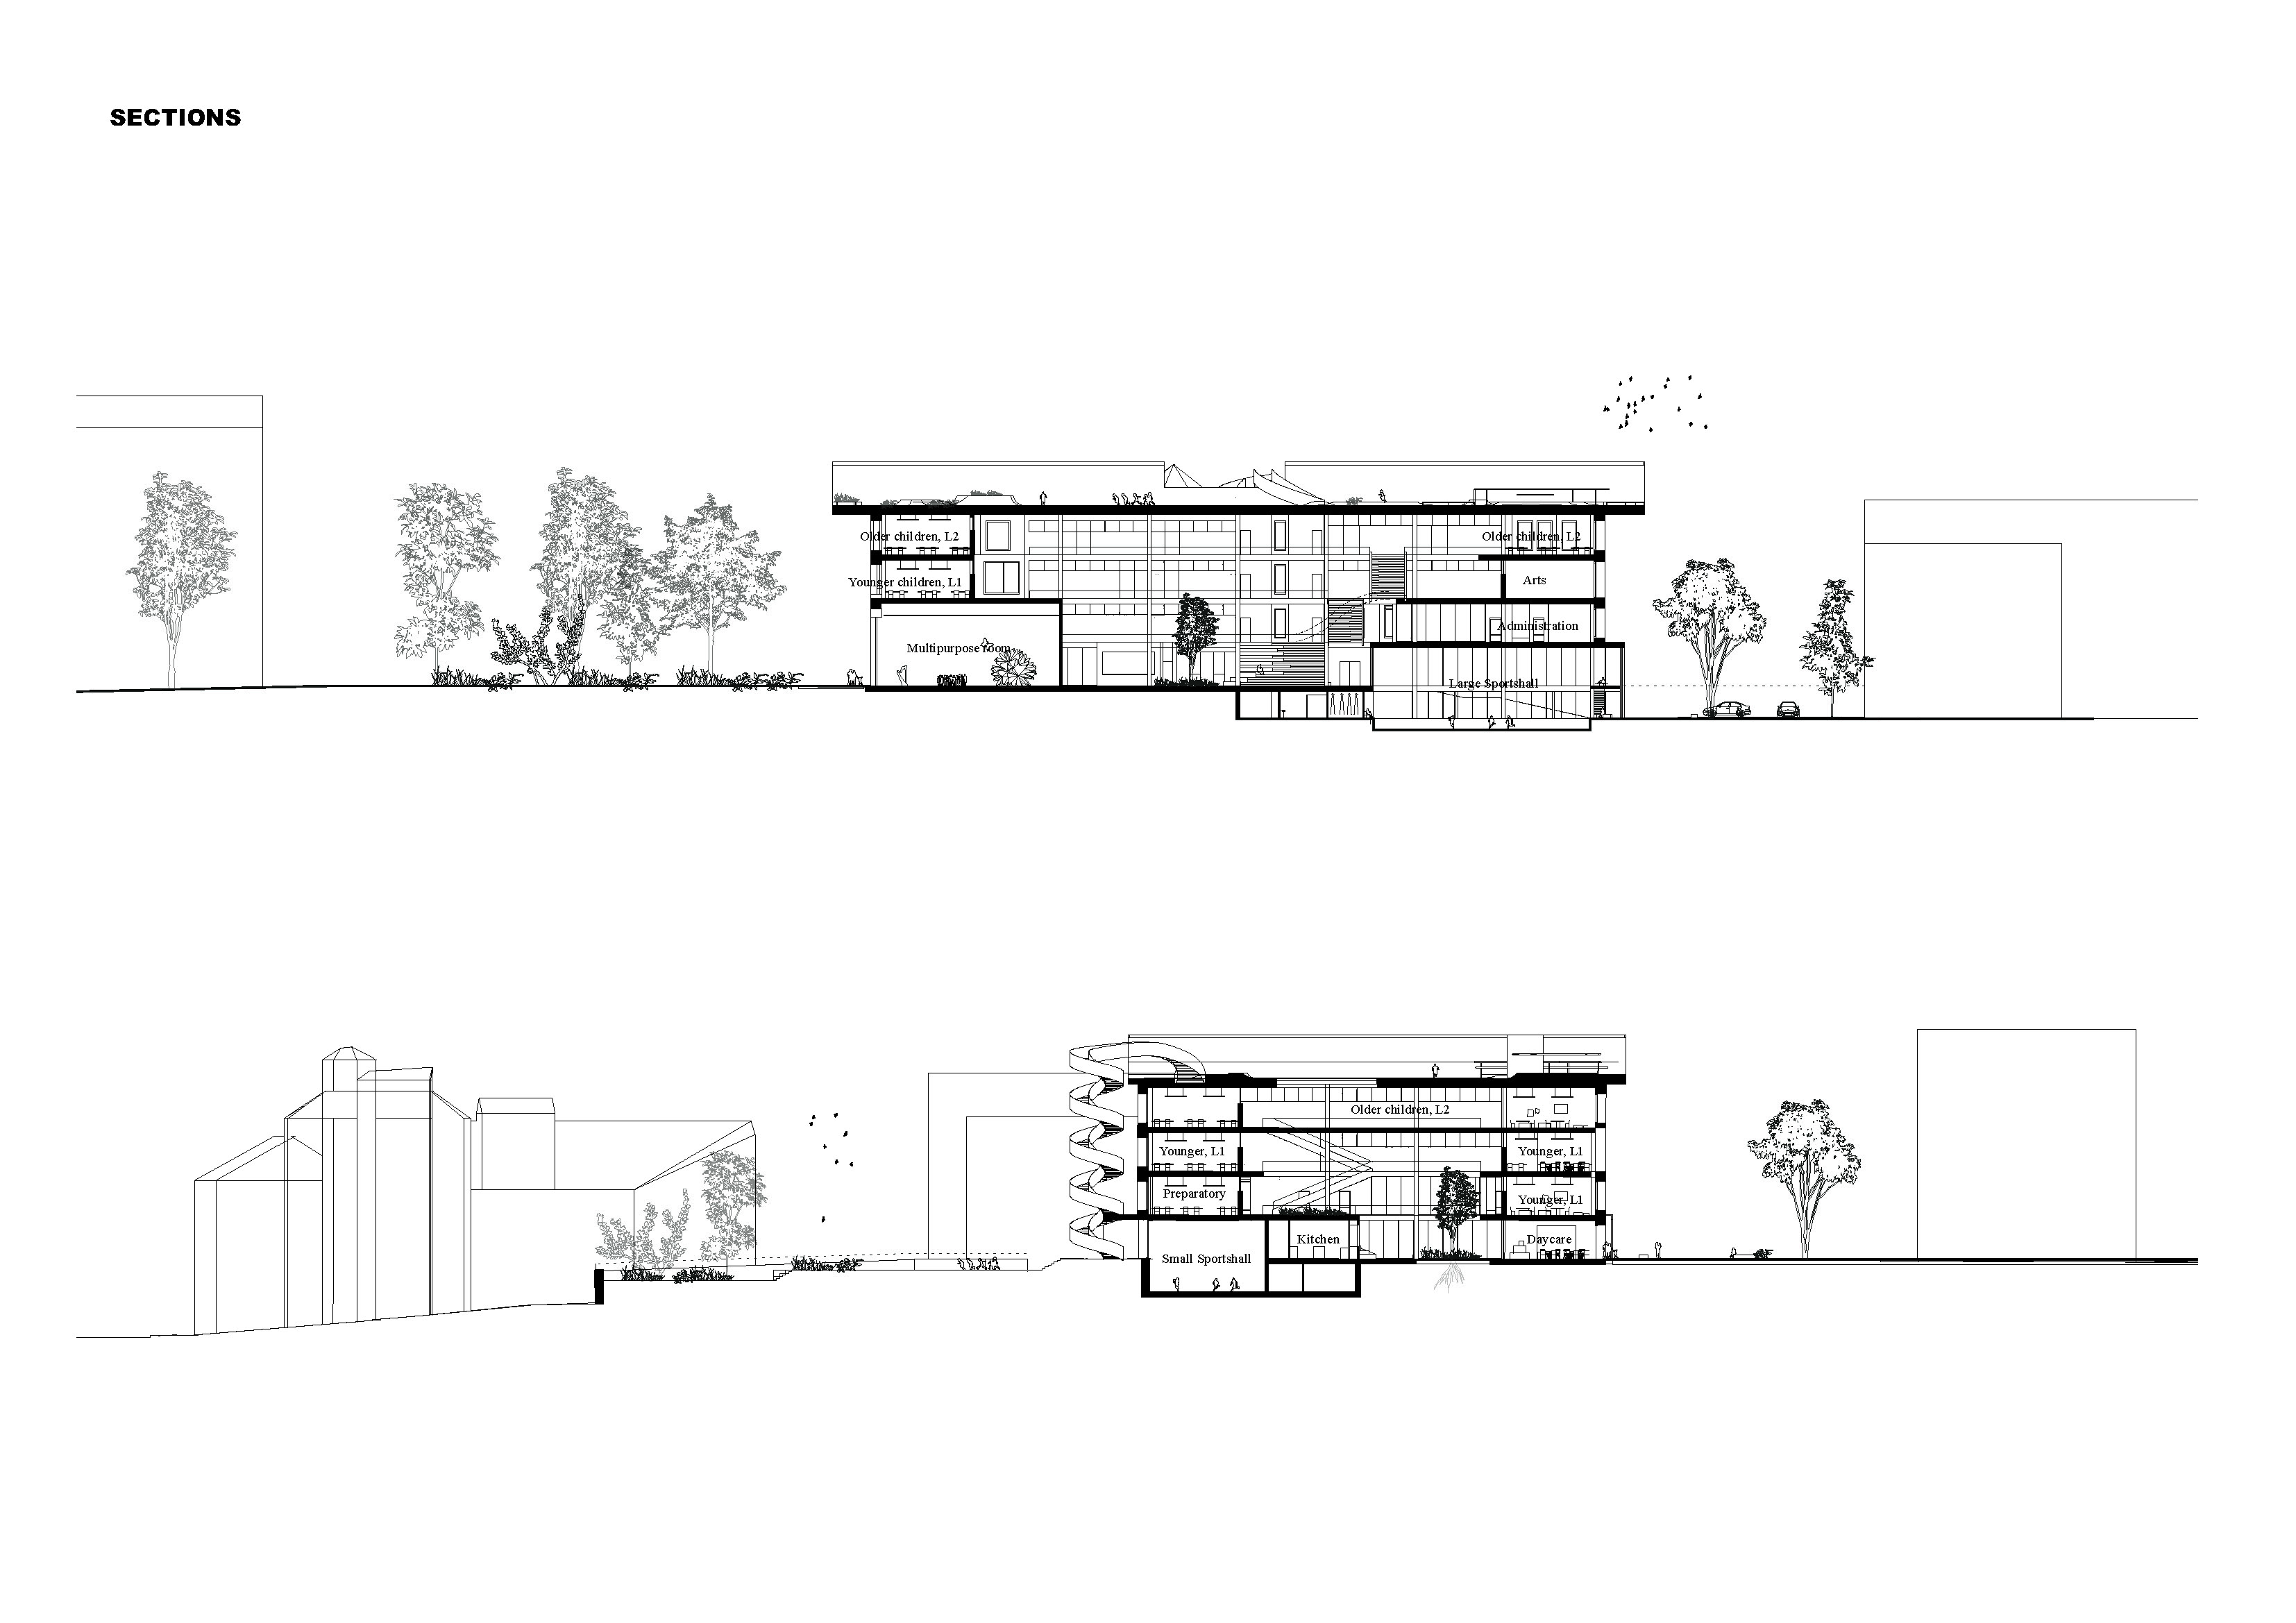 SECTIONS
Older children, L2
Older children, L2
Younger children, L1
Arts
Administration
Multipurpose room
Large Sportshall
Older children, L2
Younger, L1
Younger, L1
Preparatory
Younger, L1
Kitchen
Daycare
Small Sportshall